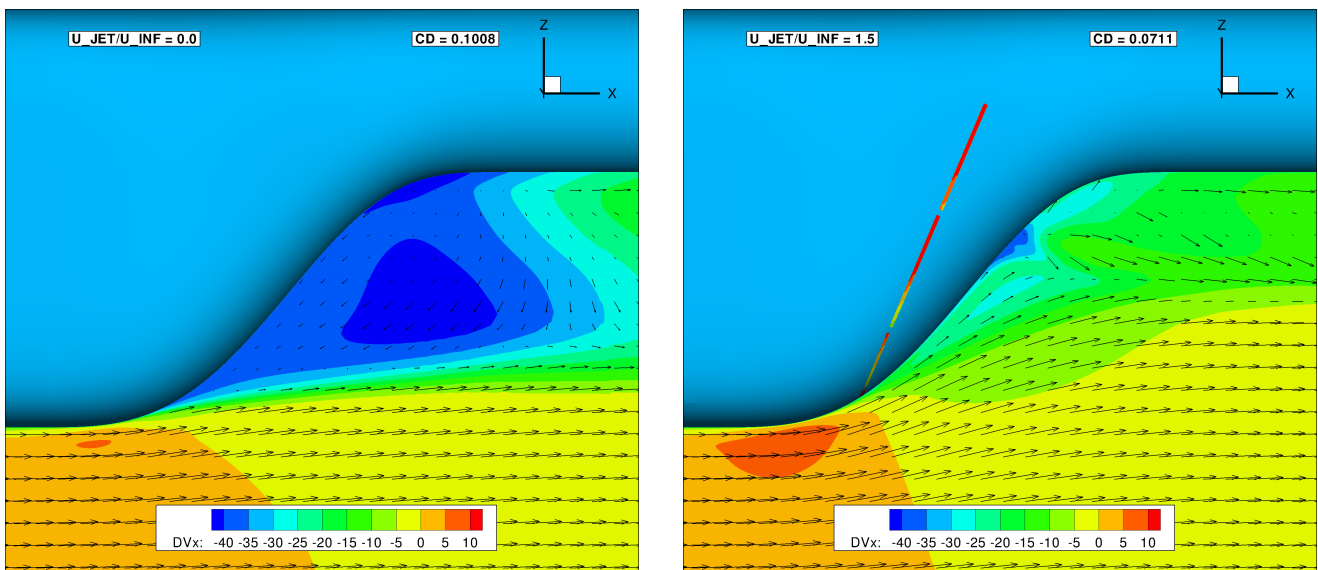 U_JET/U_INF = 0.0
CD = 0.1008
Z
Y
X
DVx: -40 -35 -30 -25 -20 -15 -10 -5 0 5 10
U_JET/U_INF = 1.5
CD = 0.0711
Z
Y
X
DVx: -40 -35 -30 -25 -20 -15 -10 -5 0 5 10